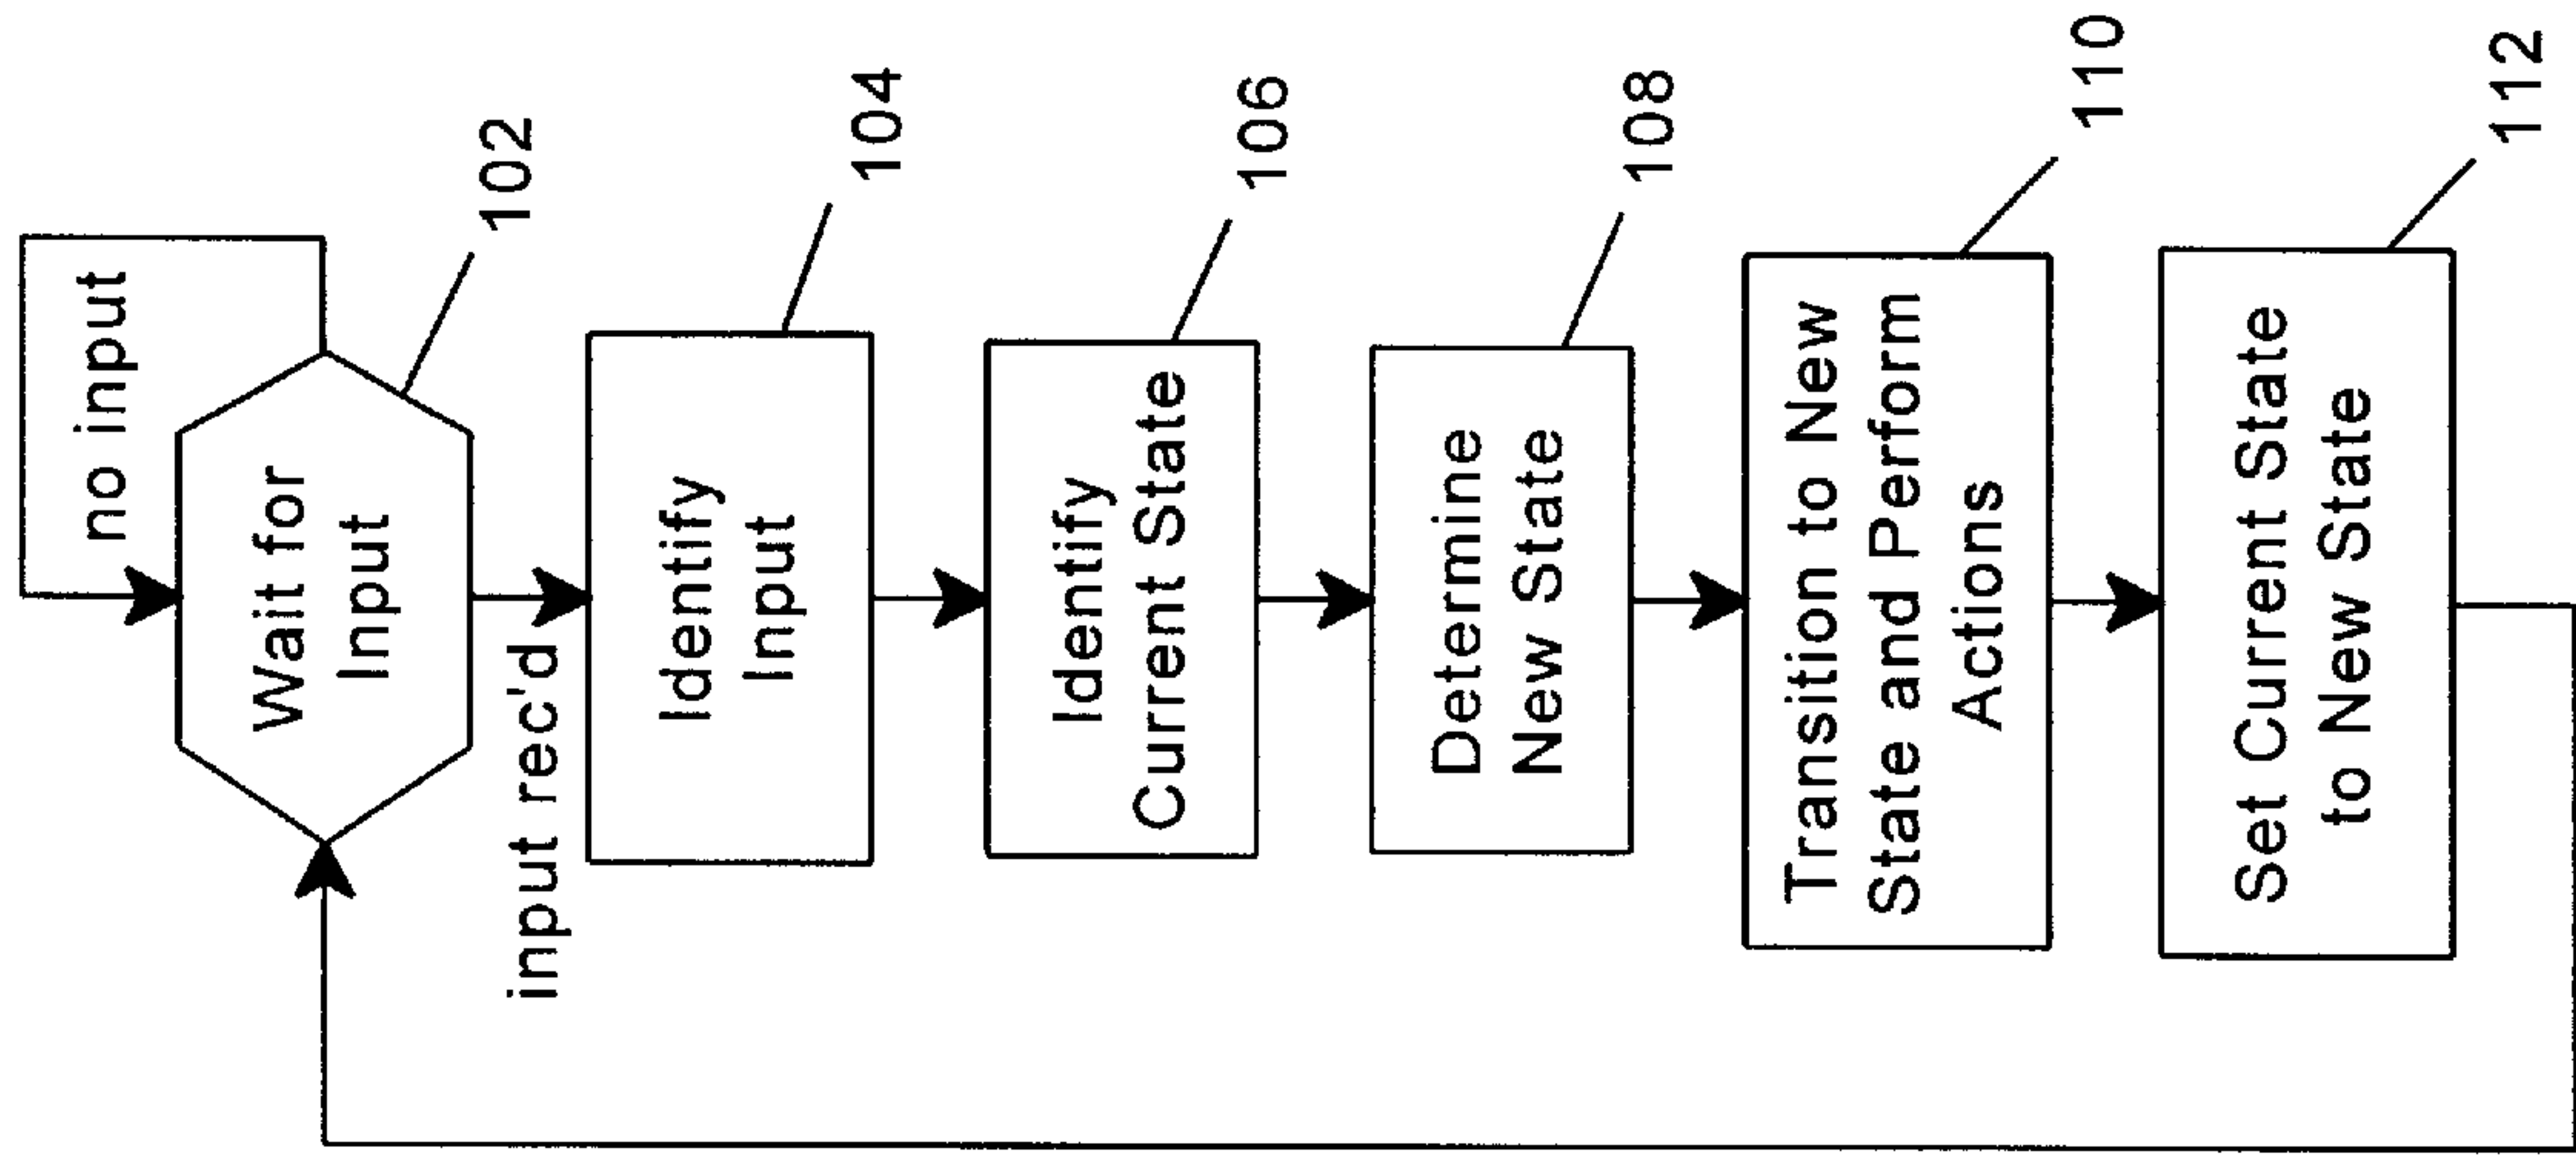 no input
Wait for
Input
102
input rec'd
Identify
Input
104
Identify
Current State
106
Determine
New State
108
Transition to New
State and Perform
Actions
110
Set Current State
to New State
112